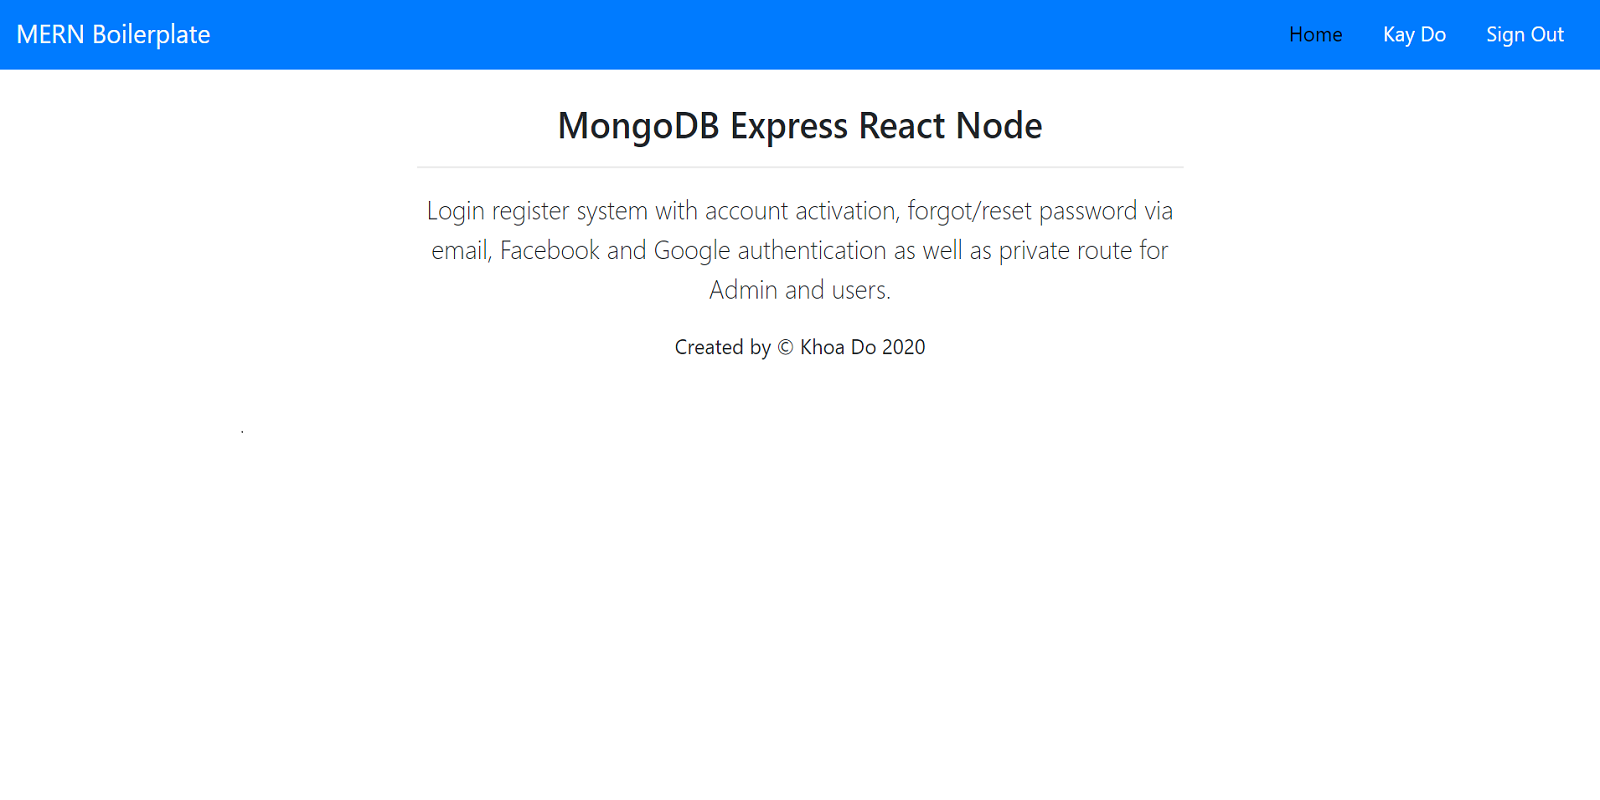 MERN Boilerplate
Home Kay Do Sign Out
MongoDB Express React Node
Login register system with account activation, forgot/reset password via
email, Facebook and Google authentication as well as private route for
Admin and users.
Created by © Khoa Do 2020
.